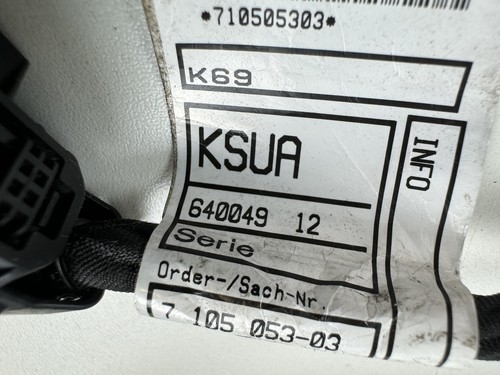 *710505303*
K69
KSUA
INFO
640049 12
Serie
Order-/Sach-Nr.
7 105 053-03